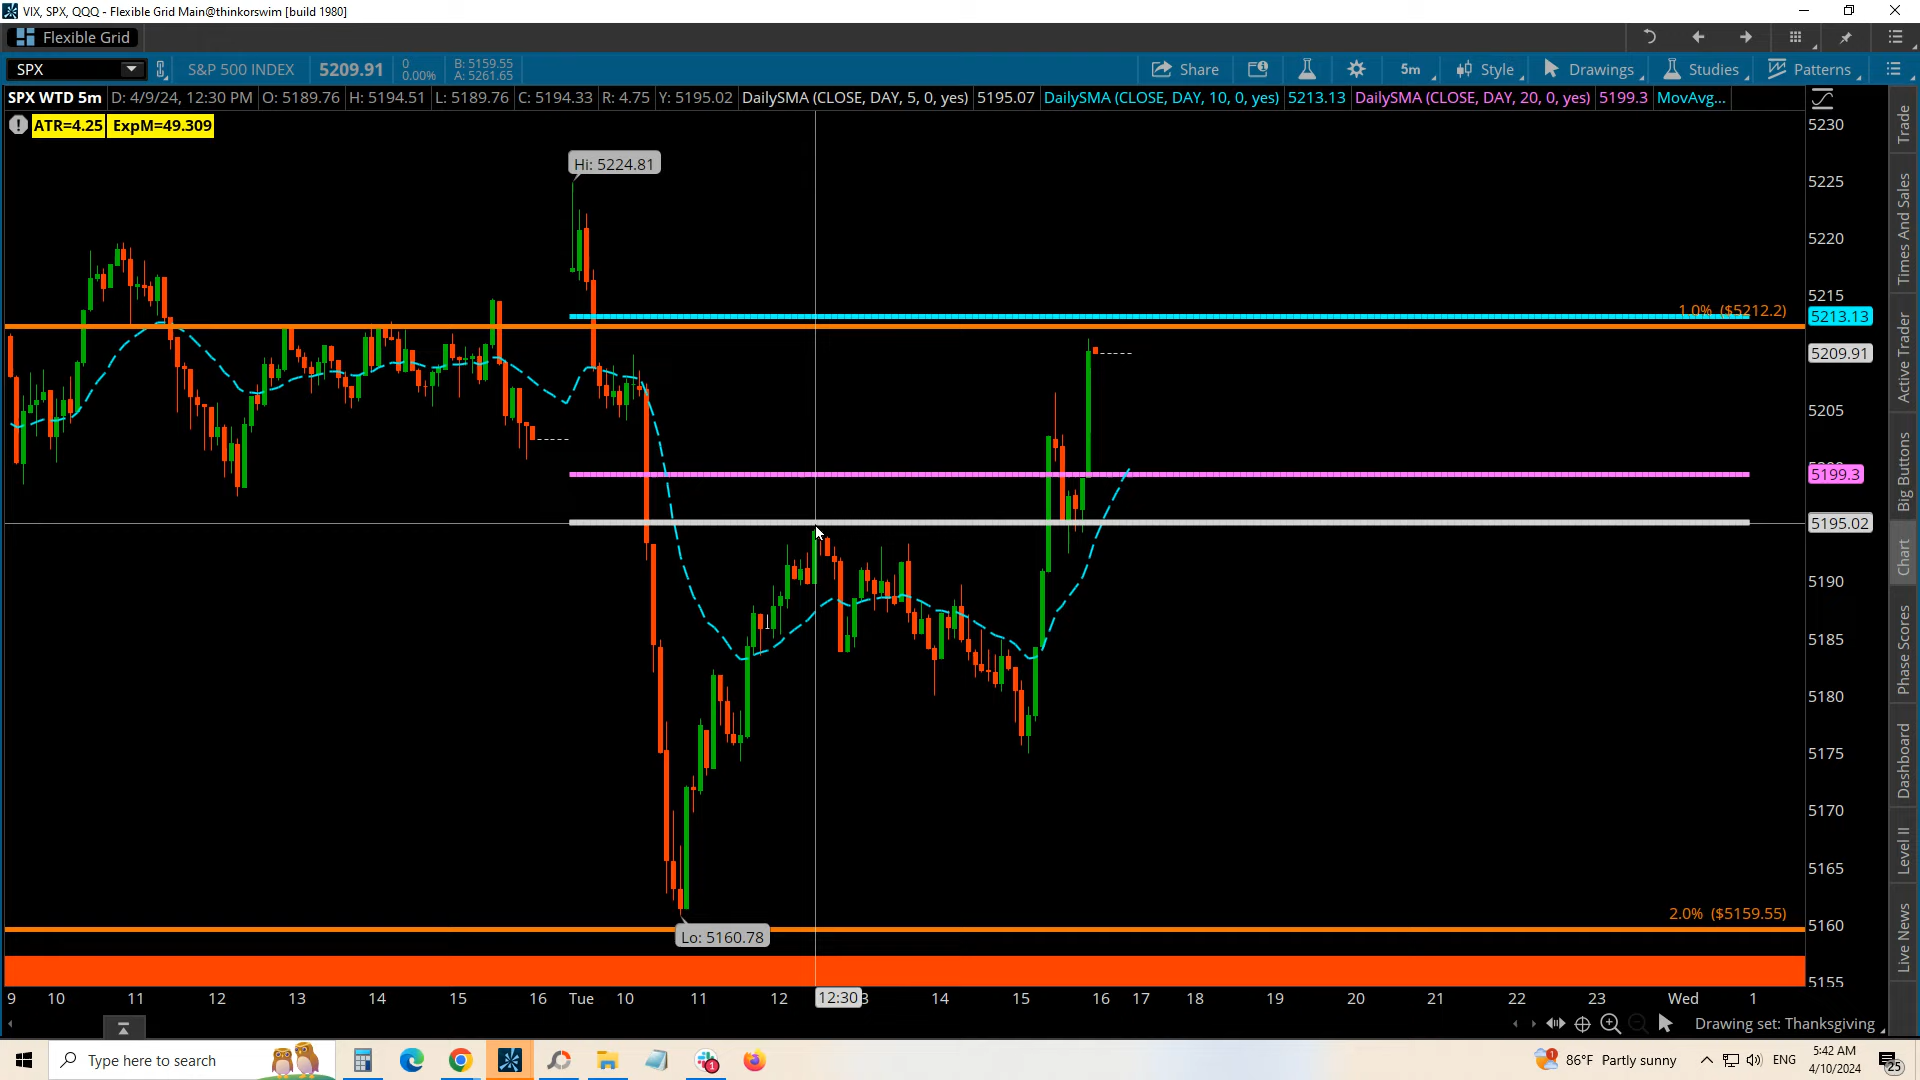 VIX, SPX, QQQ - Flexible Grid Main@thinkorswim [build 1980]
Flexible Grid
SPX S&P 500 INDEX 5209.91 0 0.00% B: 5159.55 A: 5261.65 Share 5m Style Drawings Studies Patterns
SPX WTD 5m D: 4/9/24, 12:30 PM O: 5189.76 H: 5194.51 L: 5189.76 C: 5194.33 R: 4.75 Y: 5195.02 DailySMA (CLOSE, DAY, 5, 0, yes) 5195.07 DailySMA (CLOSE, DAY, 10, 0, yes) 5213.13 DailySMA (CLOSE, DAY, 20, 0, yes) 5199.3 MovAvg...
ATR=4.25 ExpM=49.309
Hi: 5224.81
1.0% ($5212.2)
2.0% ($5159.55)
Lo: 5160.78
5230
5225
5220
5215
5213.13
5209.91
5205
5199.3
5195.02
5190
5185
5180
5175
5170
5165
5160
5155
Trade
Times And Sales
Active Trader
Big Buttons
Chart
Phase Scores
Dashboard
Level II
Live News
9 10 11 12 13 14 15 16 Tue 10 11 12 12:30 3 14 15 16 17 18 19 20 21 22 23 Wed 1
Drawing set: Thanksgiving
Type here to search
1
1
86°F Partly sunny
ENG
5:42 AM
4/10/2024
25